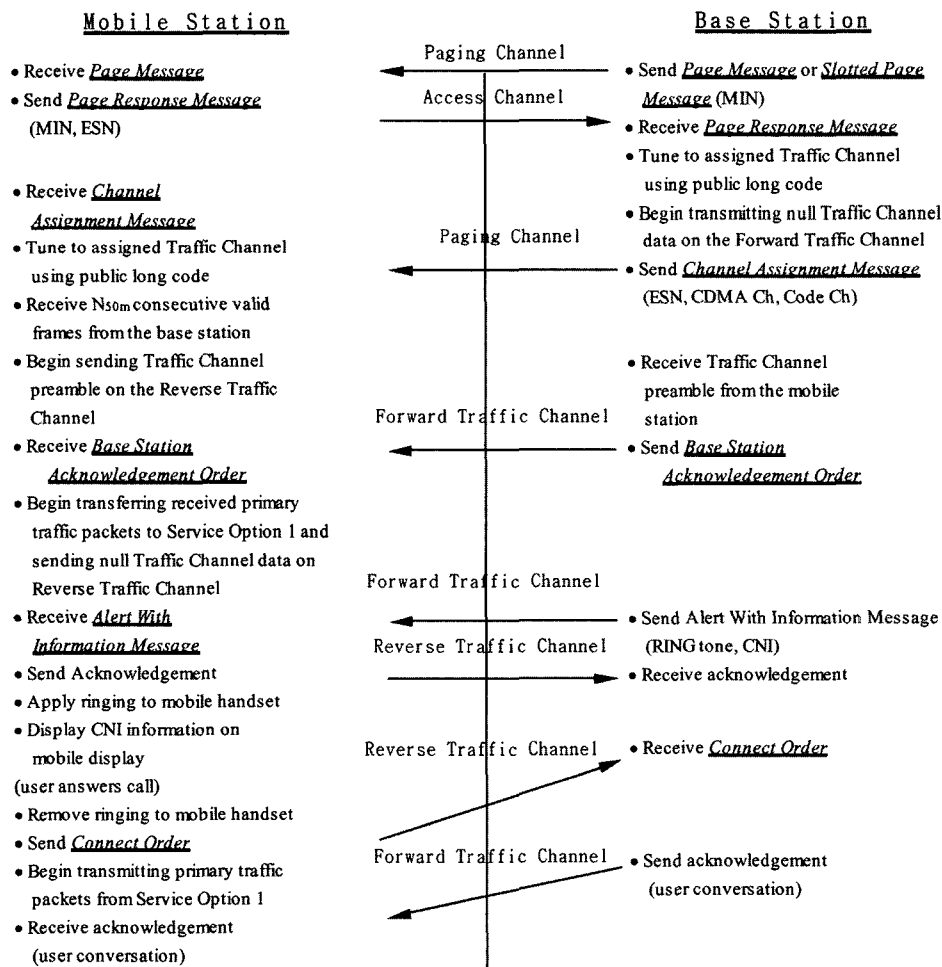 Mobile Station
• Receive Page Message
• Send Page Response Message
(MIN, ESN)
• Receive Channel
Assignment Message
• Tune to assigned Traffic Channel
using public long code
• Receive N50m consecutive valid
frames from the base station
• Begin sending Traffic Channel
preamble on the Reverse Traffic
Channel
• Receive Base Station
Acknowledgement Order
• Begin transferring received primary
traffic packets to Service Option 1 and
sending null Traffic Channel data on
Reverse Traffic Channel
• Receive Alert With
Information Message
• Send Acknowledgement
• Apply ringing to mobile handset
• Display CNI information on
mobile display
(user answers call)
• Remove ringing to mobile handset
• Send Connect Order
• Begin transmitting primary traffic
packets from Service Option 1
• Receive acknowledgement
(user conversation)
Paging Channel
Access Channel
Paging Channel
Forward Traffic Channel
Forward Traffic Channel
Reverse Traffic Channel
Reverse Traffic Channel
Forward Traffic Channel
Base Station
• Send Page Message or Slotted Page
Message (MIN)
• Receive Page Response Message
• Tune to assigned Traffic Channel
using public long code
• Begin transmitting null Traffic Channel
data on the Forward Traffic Channel
• Send Channel Assignment Message
(ESN, CDMA Ch, Code Ch)
• Receive Traffic Channel
preamble from the mobile
station
• Send Base Station
Acknowledgement Order
• Send Alert With Information Message
(RING tone, CNI)
• Receive acknowledgement
• Receive Connect Order
• Send acknowledgement
(user conversation)